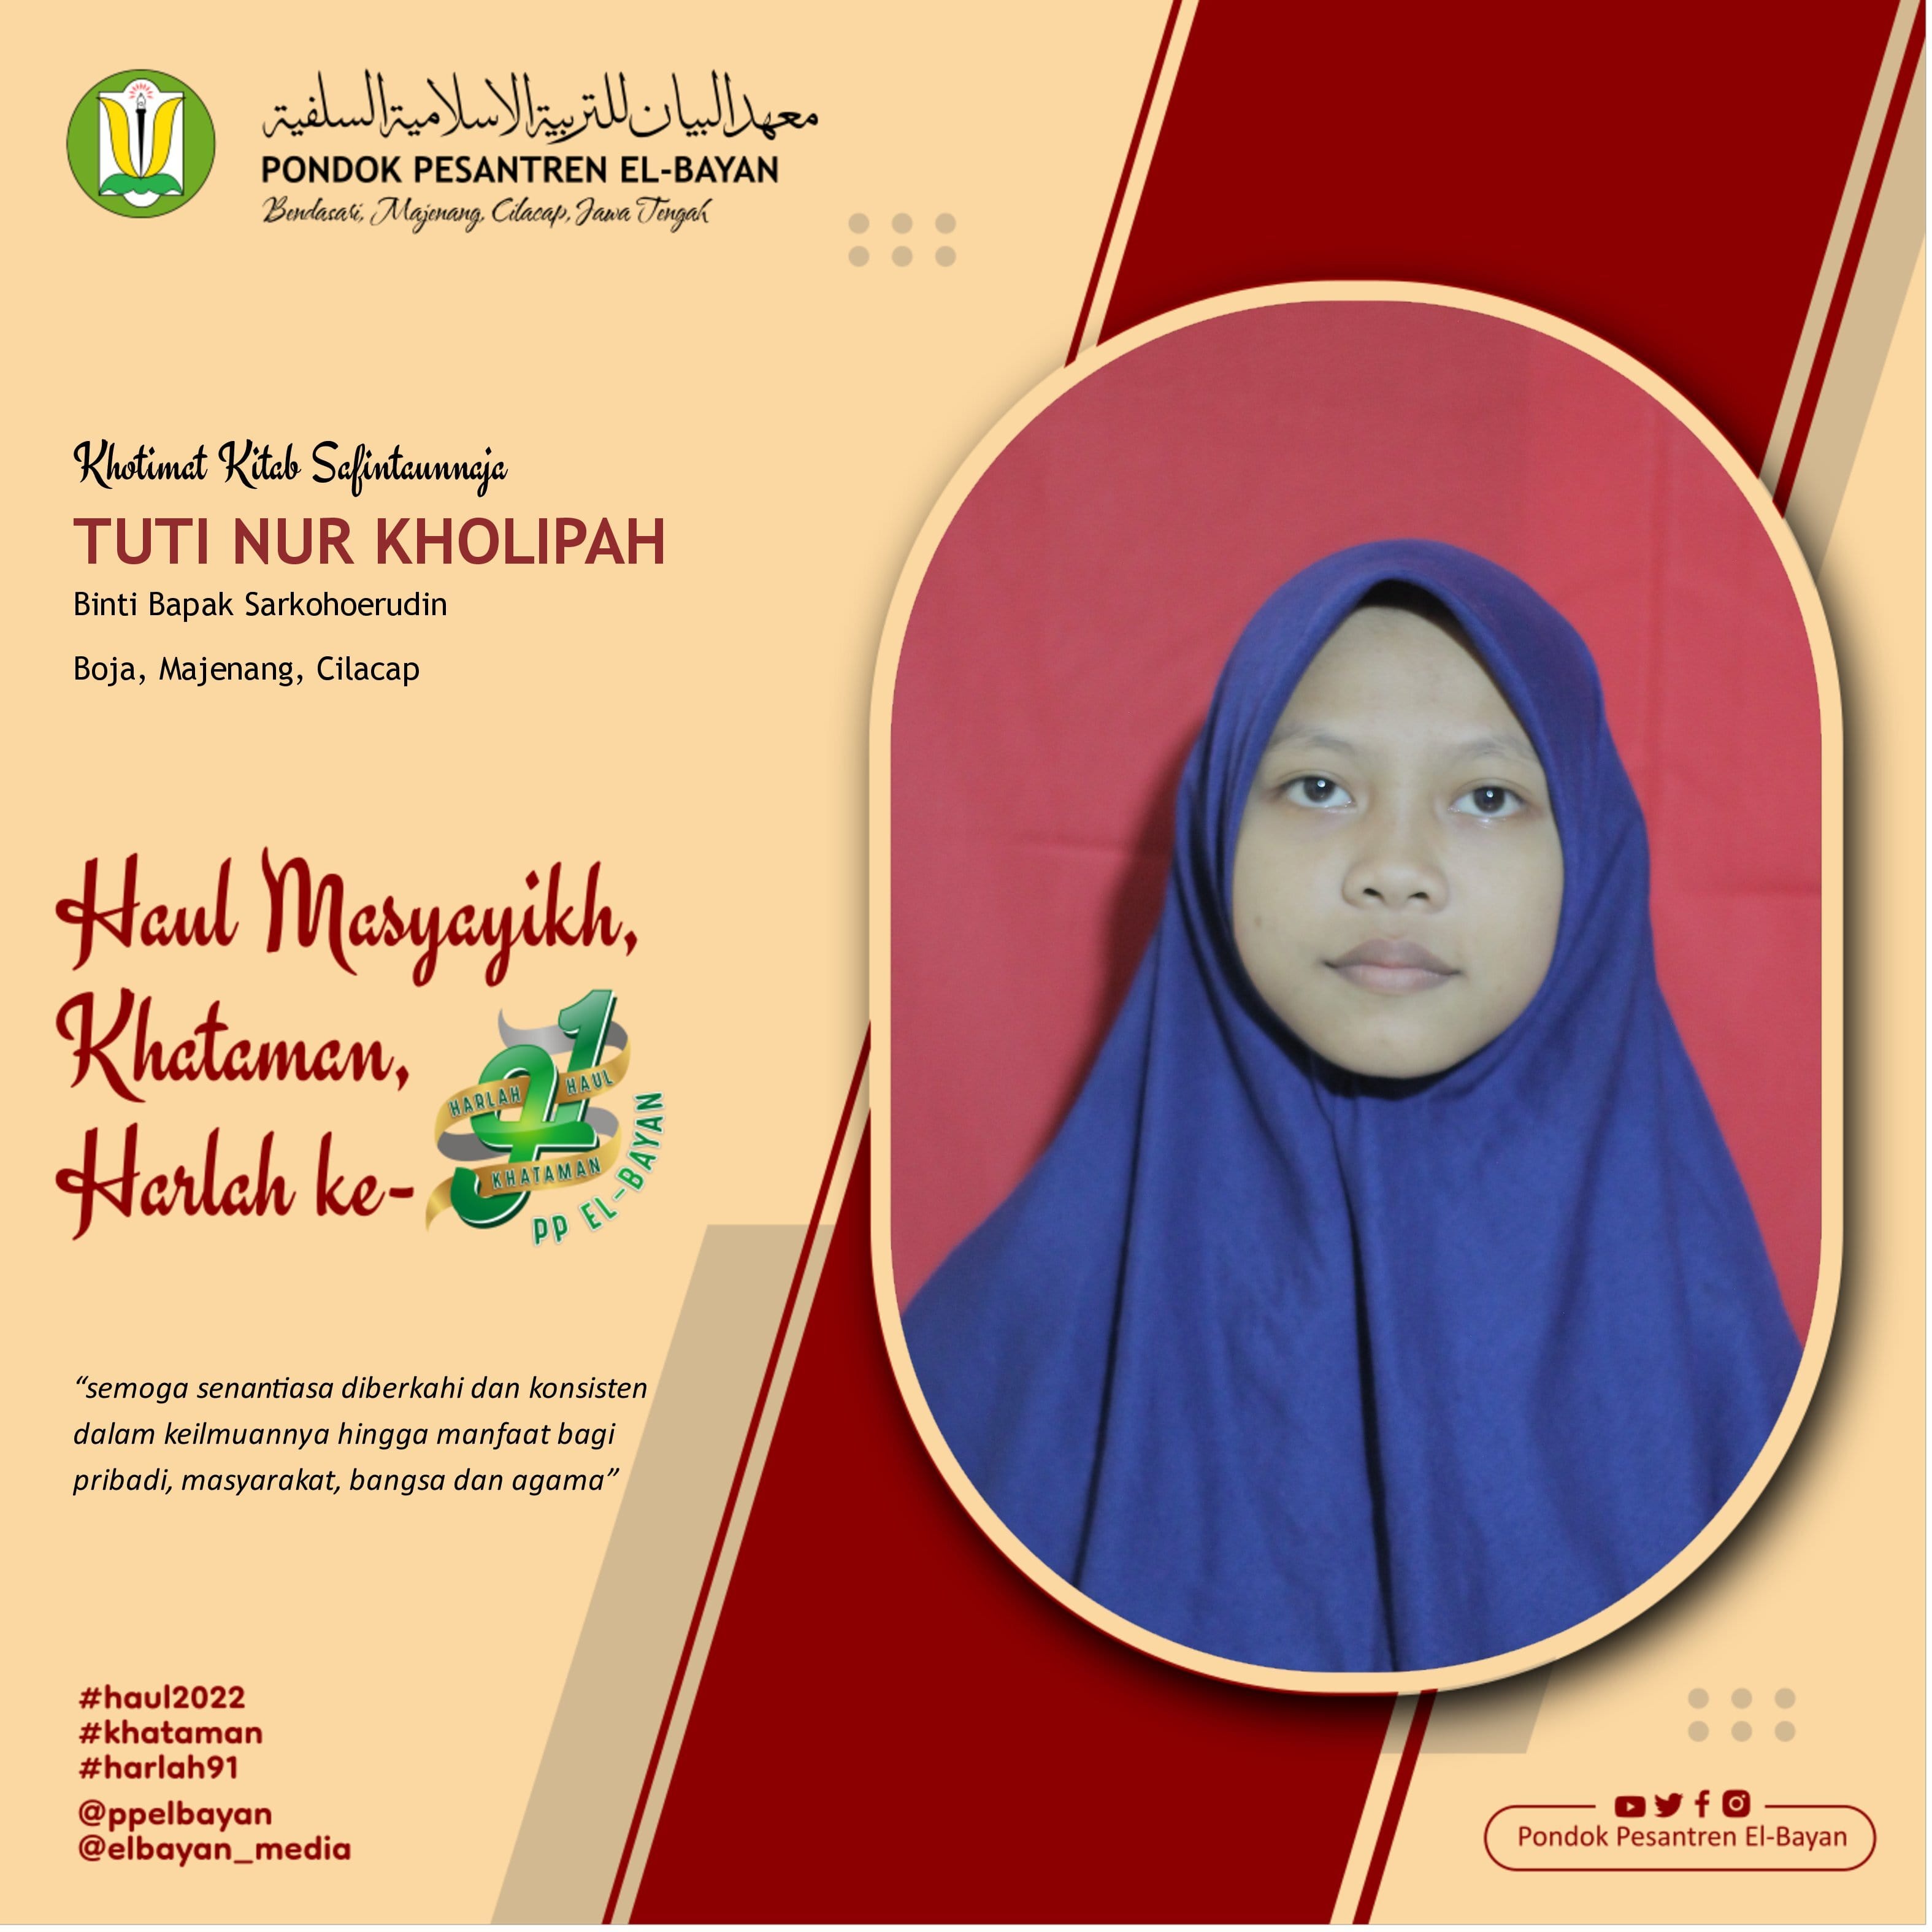 معهد البيان للتربية الاسلامية السلفية
PONDOK PESANTREN EL-BAYAN
Bendasari, Majenang, Cilacap, Jawa Tengah
Khotimat Kitab Safintaunnaja
TUTI NUR KHOLIPAH
Binti Bapak Sarkohoerudin
Boja, Majenang, Cilacap
Haul Masyayikh,
Khataman,
Harlah ke-
91
HARLAH HAUL
KHATAMAN
PP EL-BAYAN
“semoga senantiasa diberkahi dan konsisten
dalam keilmuannya hingga manfaat bagi
pribadi, masyarakat, bangsa dan agama”
#haul2022
#khataman
#harlah91
@ppelbayan
@elbayan_media
Pondok Pesantren El-Bayan